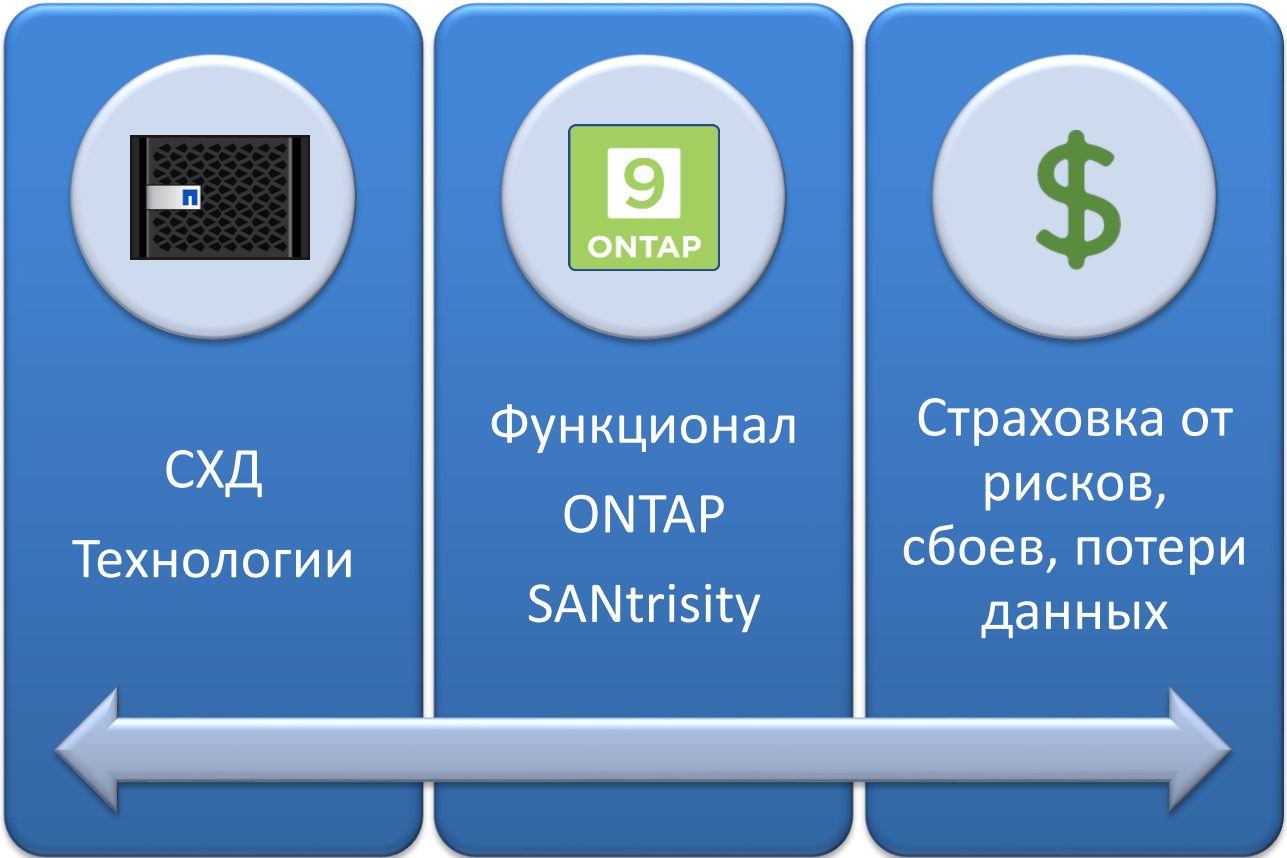 9
ONTAP
СХД
Технологии
Функционал
ONTAP
SANtrisity
Страховка от
рисков,
сбоев, потери
данных